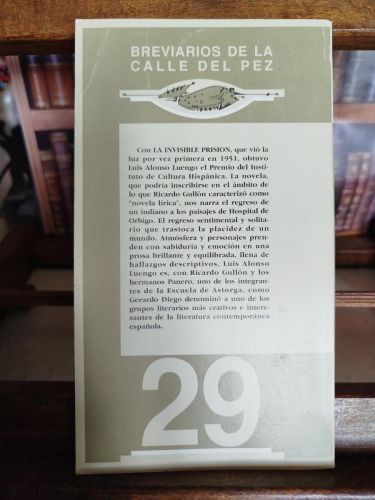 BREVIARIOS DE LA
CALLE DEL PEZ
Con LA INVISIBLE PRISION, que vió la
luz por vez primera en 1951, obtuvo
Luis Alonso Luengo el Premio del Insti-
tuto de Cultura Hispánica. La novela,
que podría inscribirse en el ámbito de
lo que Ricardo Gullón caracterizó como
"novela lírica", nos narra el regreso de
un indiano a los paisajes de Hospital de
Orbigo. El regreso sentimental y solita-
rio que trastoca la placidez de un
mundo. Atmósfera y personajes pren-
den con sabiduría y emoción en una
prosa brillante y equilibrada, llena de
hallazgos descriptivos. Luis Alonso
Luengo es, con Ricardo Gullón y los
hermanos Panero, uno de los integran-
tes de la Escuela de Astorga, como
Gerardo Diego denominó a uno de los
grupos literarios más crativos e intere-
santes de la literatura contemporánea
española.
29